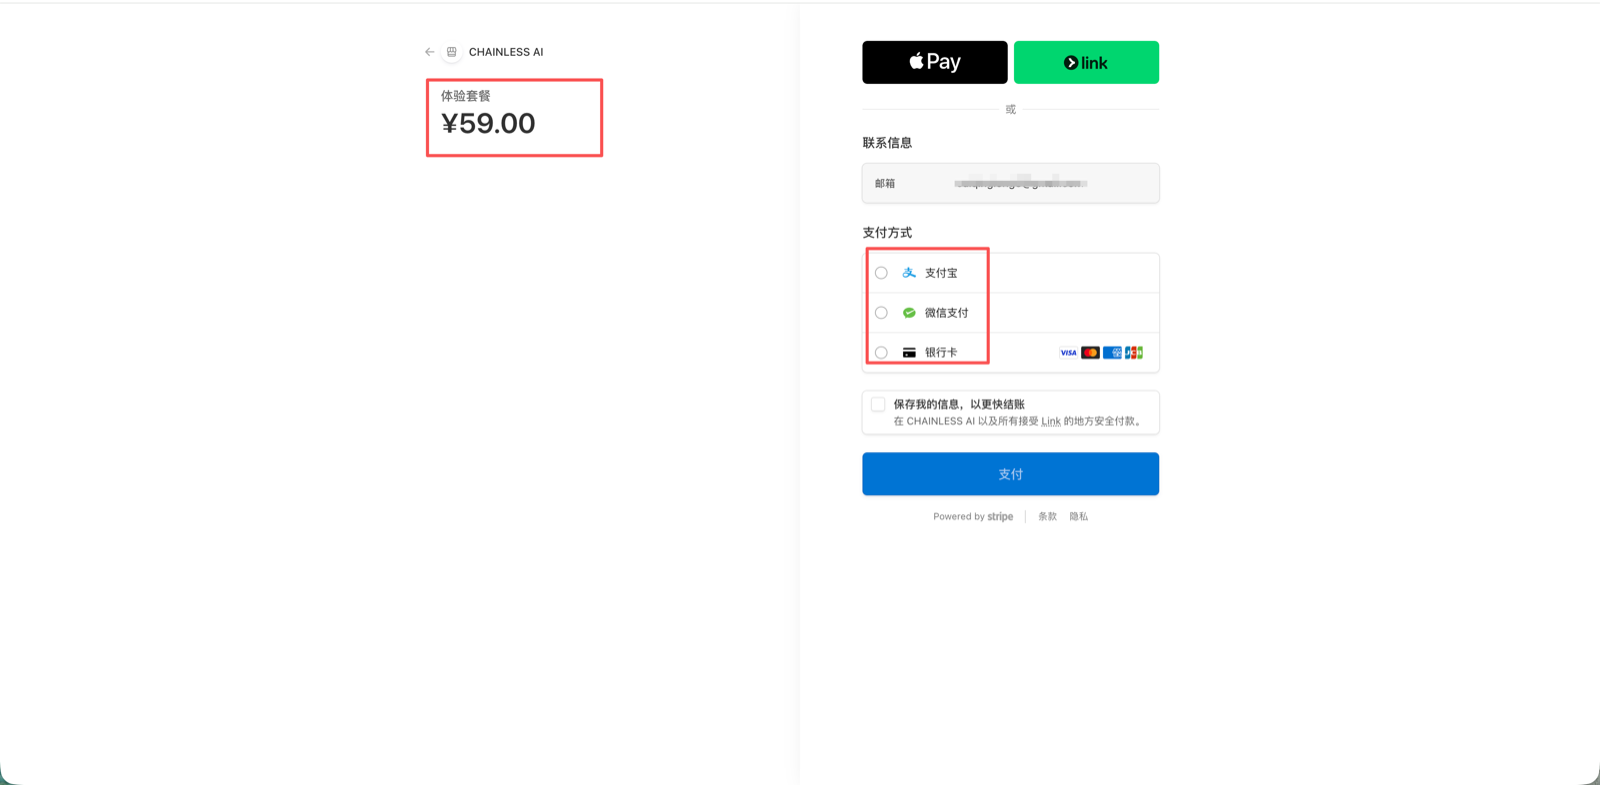 CHAINLESS AI
体验套餐
¥59.00
Pay
link
或
联系信息
邮箱
支付方式
支付宝
微信支付
银行卡
VISA
JCB
保存我的信息，以更快结账
在 CHAINLESS AI 以及所有接受 Link 的地方安全付款。
支付
Powered by stripe
条款
隐私